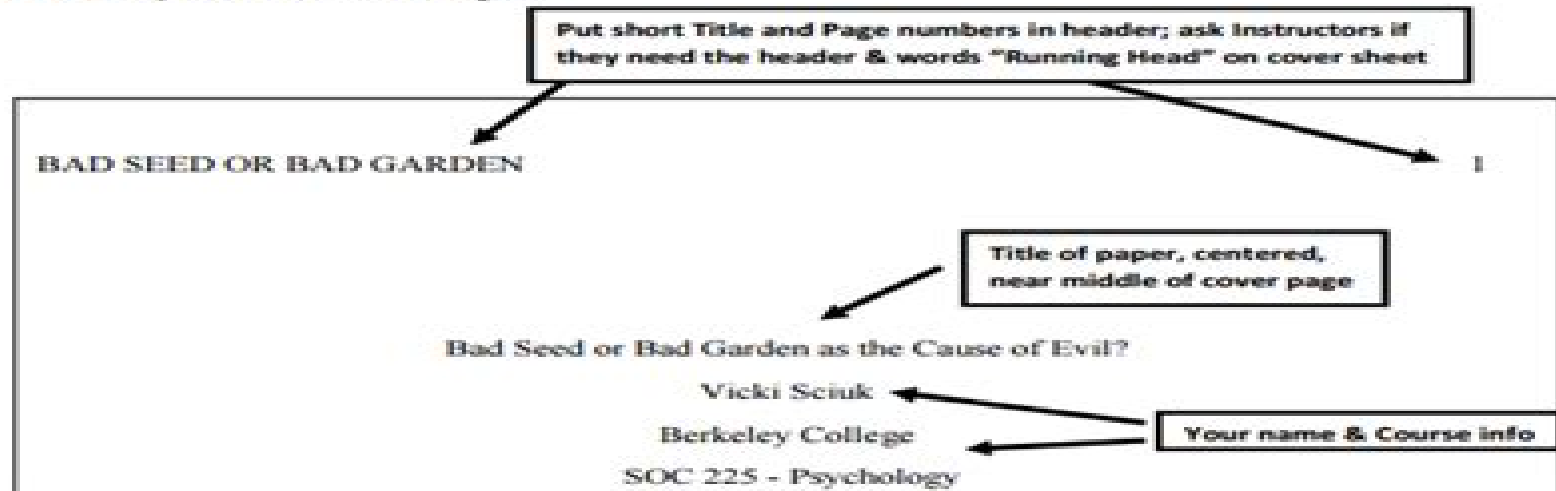 Put short Title and Page numbers in header; ask Instructors if
they need the header & words "Running Head" on cover sheet
BAD SEED OR BAD GARDEN 1
Title of paper, centered,
near middle of cover page
Bad Seed or Bad Garden as the Cause of Evil?
Vicki Sciuk
Berkeley College
Your name & Course info
SOC 225 - Psychology